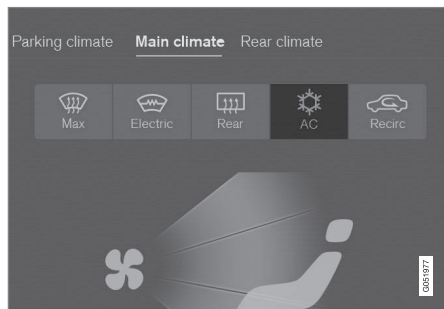 Parking climate Main climate Rear climate
Max Electric Rear AC Recirc
G051977